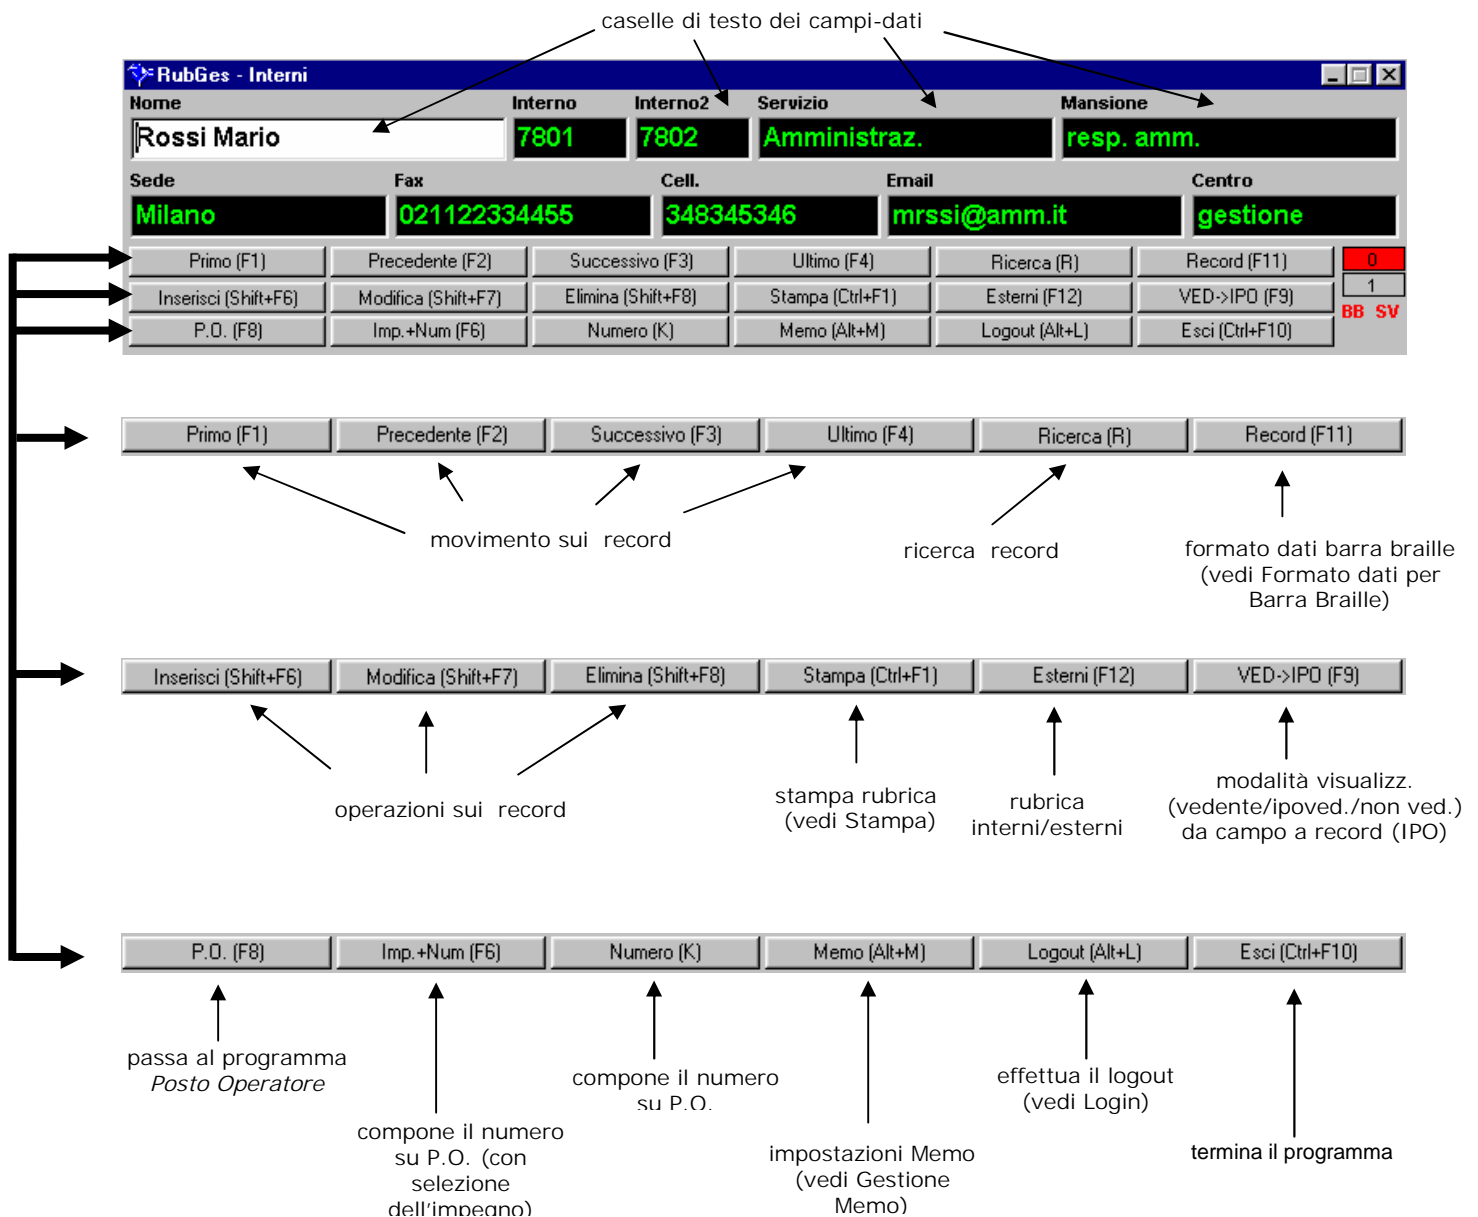 caselle di testo dei campi-dati
RubGes - Interni
Nome Interno Interno2 Servizio Mansione
Rossi Mario 7801 7802 Amministraz. resp. amm.
Sede Fax Cell. Email Centro
Milano 021122334455 348345346 mrssi@amm.it gestione
Primo (F1) Precedente (F2) Successivo (F3) Ultimo (F4) Ricerca (R) Record (F11) 0
Inserisci (Shift+F6) Modifica (Shift+F7) Elimina (Shift+F8) Stampa (Ctrl+F1) Esterni (F12) VED->IPO (F9) 1
P.O. (F8) Imp.+Num (F6) Numero (K) Memo (Alt+M) Logout (Alt+L) Esci (Ctrl+F10) BB SV
Primo (F1) Precedente (F2) Successivo (F3) Ultimo (F4) Ricerca (R) Record (F11)
movimento sui record
ricerca record
formato dati barra braille
(vedi Formato dati per
Barra Braille)
Inserisci (Shift+F6) Modifica (Shift+F7) Elimina (Shift+F8) Stampa (Ctrl+F1) Esterni (F12) VED->IPO (F9)
operazioni sui record
stampa rubrica
(vedi Stampa)
rubrica
interni/esterni
modalità visualizz.
(vedente/ipoved./non ved.)
da campo a record (IPO)
P.O. (F8) Imp.+Num (F6) Numero (K) Memo (Alt+M) Logout (Alt+L) Esci (Ctrl+F10)
passa al programma
Posto Operatore
compone il numero
su P.O. (con
selezione
dell'impegno)
compone il numero
su P.O.
impostazioni Memo
(vedi Gestione
Memo)
effettua il logout
(vedi Login)
termina il programma